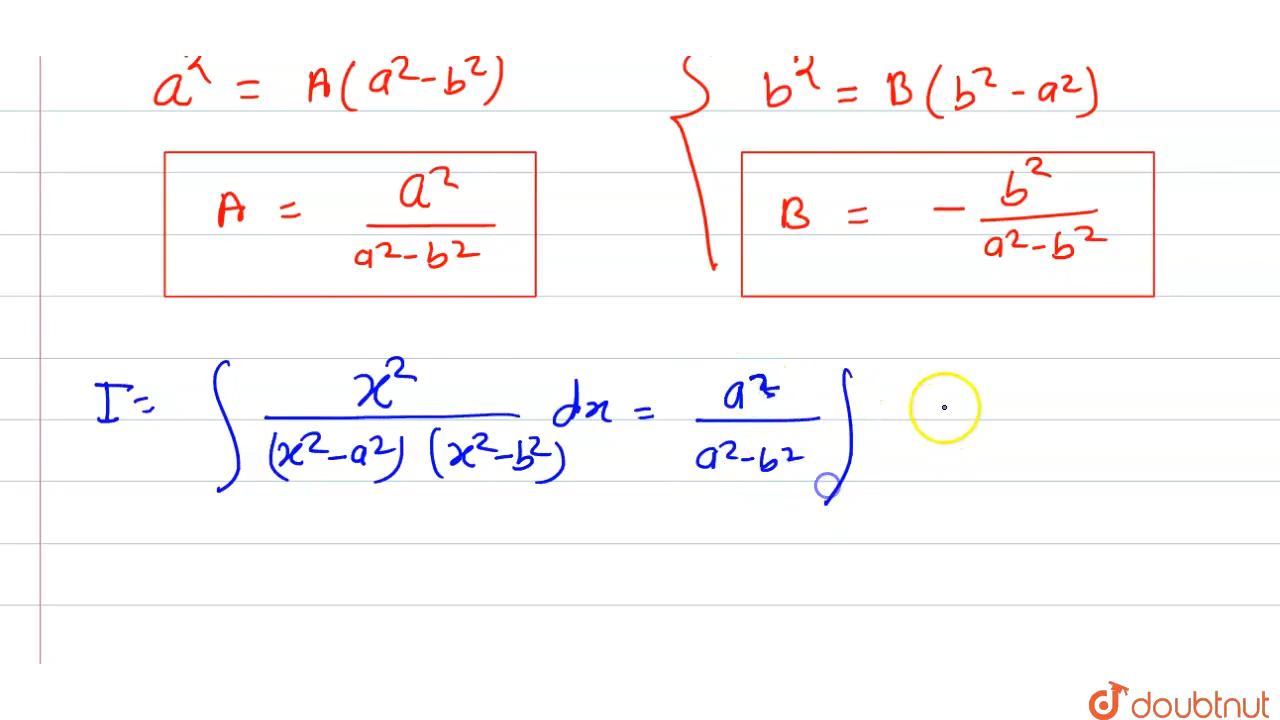 a² = A(a²-b²) b² = B(b²-a²)
A = a²/(a²-b²) B = - b²/(a²-b²)
I = ∫ x²/((x²-a²)(x²-b²)) dx = a²/(a²-b²) ∫
doubtnut